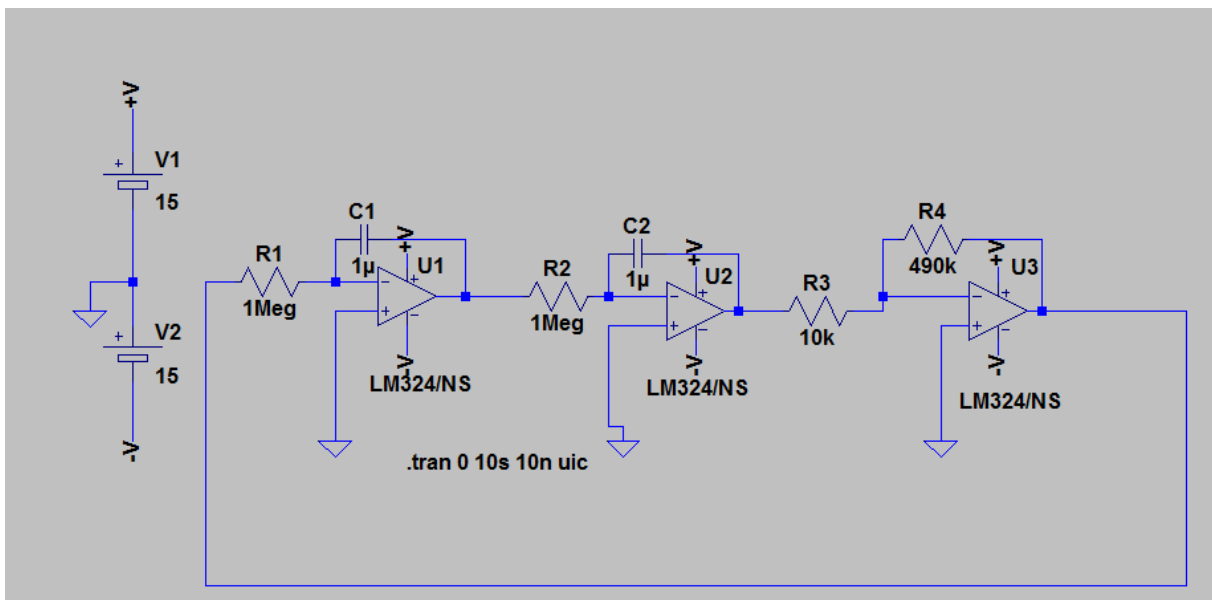 +V
V1
+
15
V2
+
15
-V
R1
1Meg
C1
1µ
+V
U1
-
+
+
-
-V
LM324/NS
R2
1Meg
C2
1µ
+V
U2
-
+
+
-
-V
LM324/NS
R3
10k
R4
490k
+V
U3
-
+
+
-
-V
LM324/NS
.tran 0 10s 10n uic